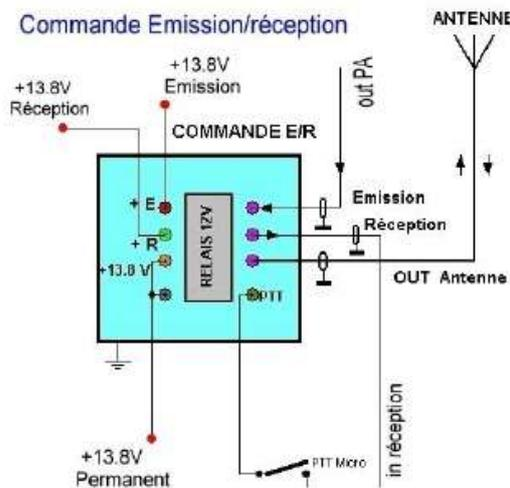 Commande Emission/réception
ANTENNE
+13.8V
Emission
+13.8V
Réception
out PA
COMMANDE E/R
+ E
+ R
+13.8 V
RELAIS 12V
PTT
Emission
Réception
OUT Antenne
in réception
PTT Micro
+13.8V
Permanent